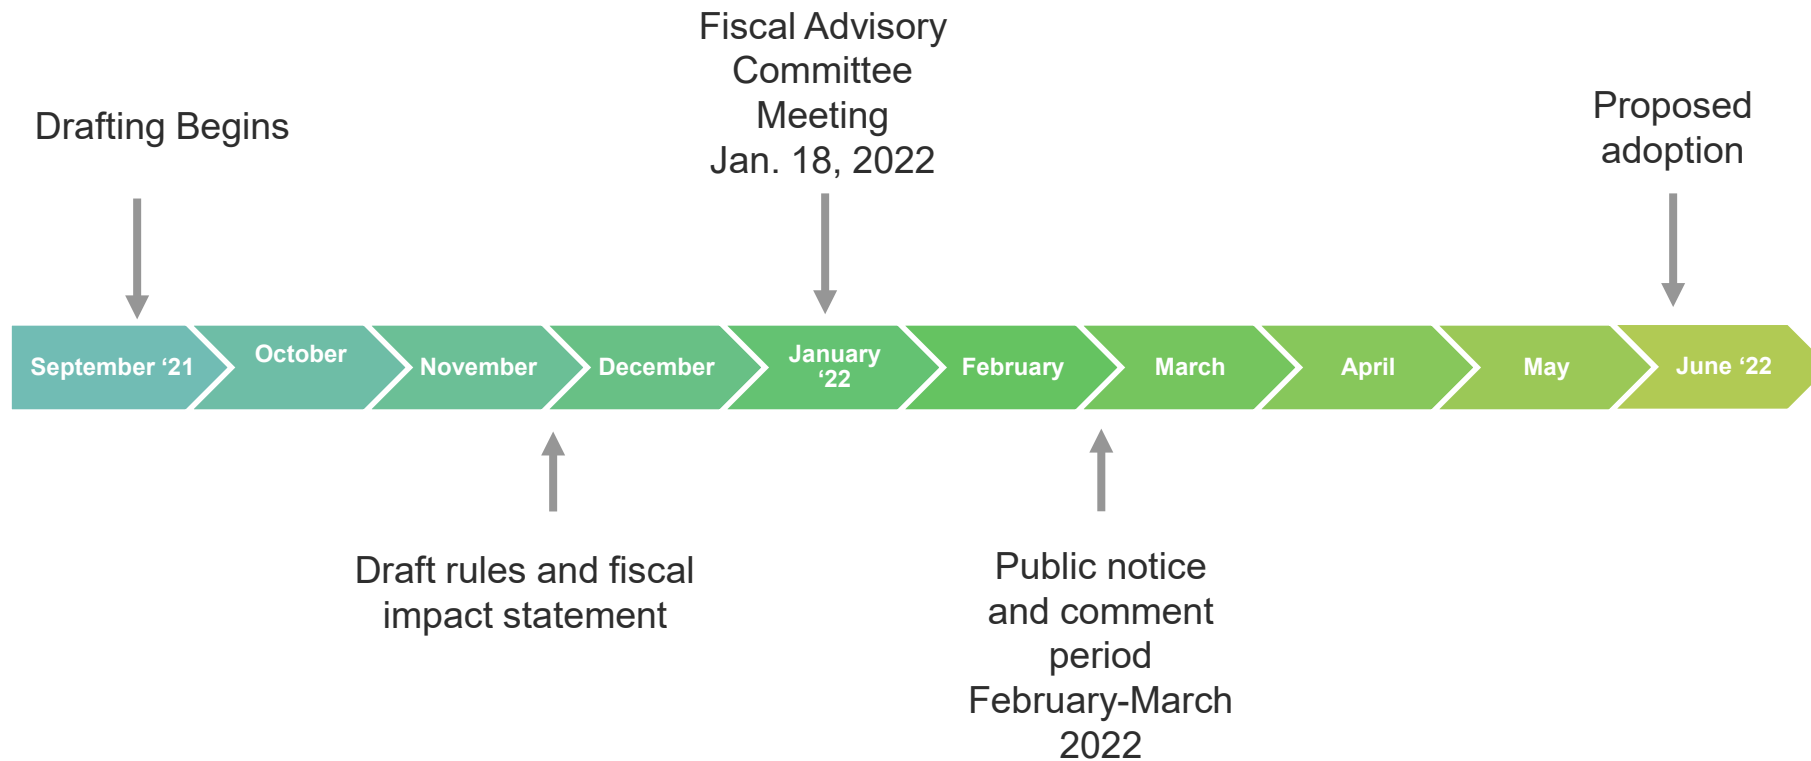 Fiscal Advisory
Committee
Meeting
Jan. 18, 2022
Drafting Begins
Proposed
adoption
September ‘21
October
November
December
January
‘22
February
March
April
May
June ‘22
Draft rules and fiscal
impact statement
Public notice
and comment
period
February-March
2022